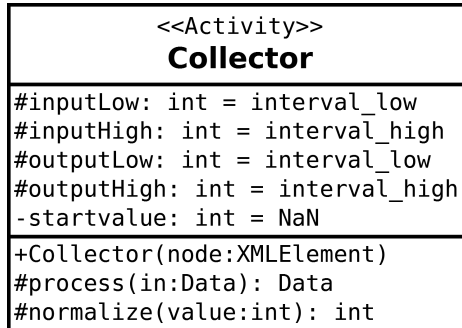 <<Activity>>
Collector
#inputLow: int = interval_low
#inputHigh: int = interval_high
#outputLow: int = interval_low
#outputHigh: int = interval_high
-startvalue: int = NaN
+Collector(node:XMLElement)
#process(in:Data): Data
#normalize(value:int): int